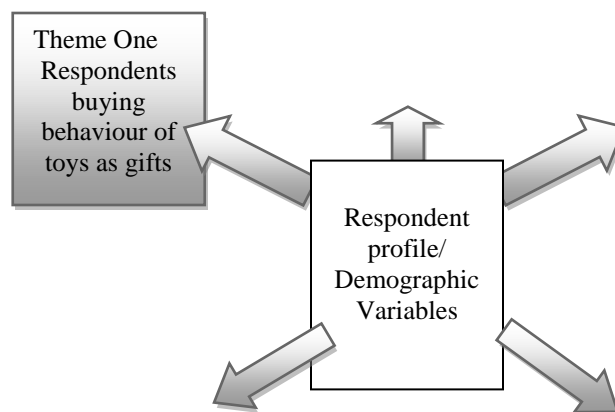 Theme One
Respondents
buying
behaviour of
toys as gifts
Respondent
profile/
Demographic
Variables